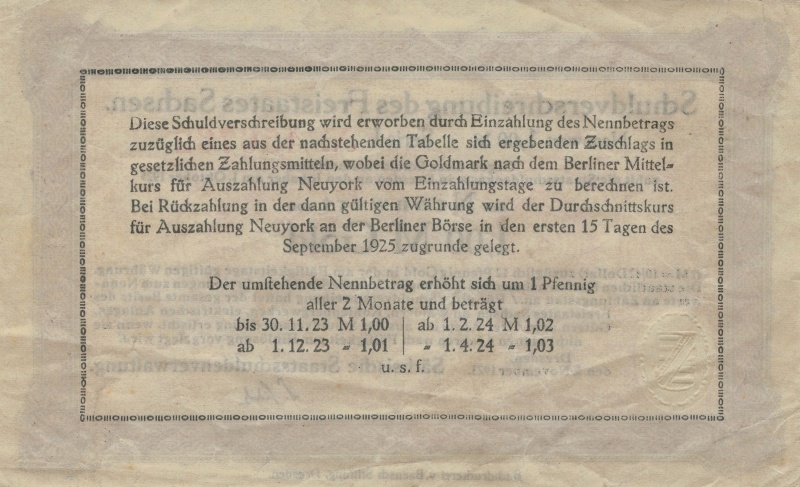 Diese Schuldverschreibung wird erworben durch Einzahlung des Nennbetrags
zuzüglich eines aus der nachstehenden Tabelle sich ergebenden Zuschlags in
gesetzlichen Zahlungsmitteln, wobei die Goldmark nach dem Berliner Mittel-
kurs für Auszahlung Neuyork vom Einzahlungstage zu berechnen ist.
Bei Rückzahlung in der dann gültigen Währung wird der Durchschnittskurs
für Auszahlung Neuyork an der Berliner Börse in den ersten 15 Tagen des
September 1925 zugrunde gelegt.
Der umstehende Nennbetrag erhöht sich um 1 Pfennig
aller 2 Monate und beträgt
bis 30. 11. 23 M 1,00 | ab 1. 2. 24 M 1,02
ab 1. 12. 23 = 1,01 | = 1. 4. 24 = 1,03
u. s. f.